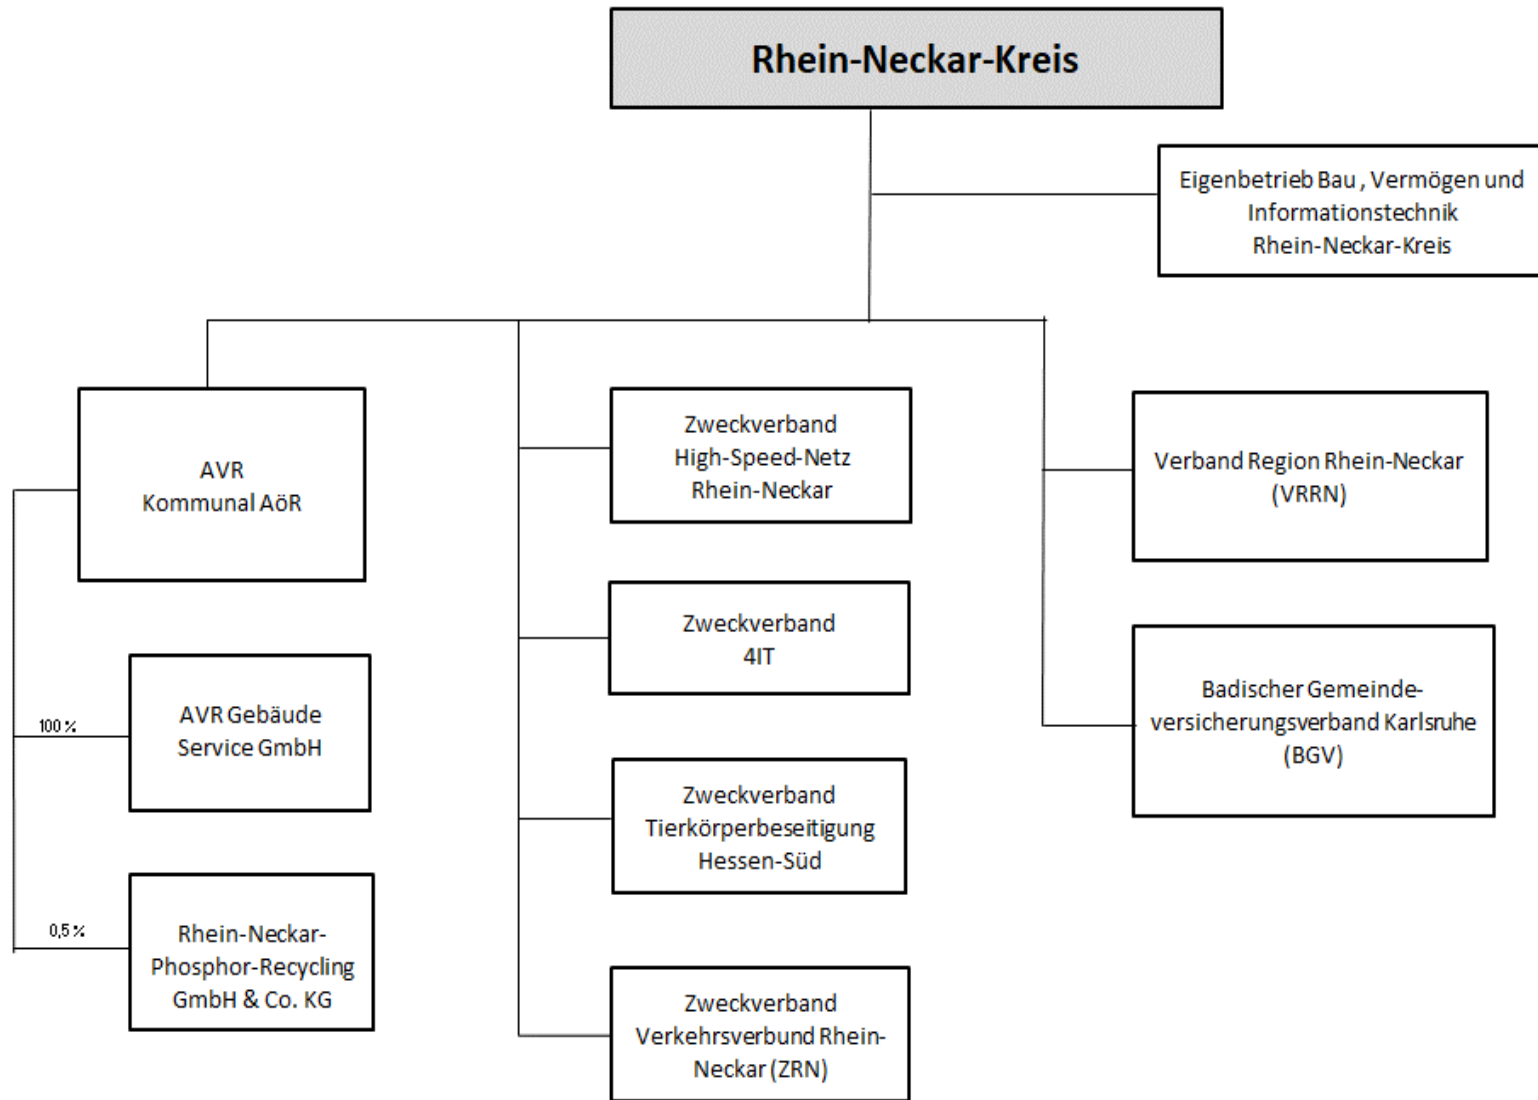 Rhein-Neckar-Kreis
Eigenbetrieb Bau , Vermögen und
Informationstechnik
Rhein-Neckar-Kreis
AVR
Kommunal AöR
100 %
AVR Gebäude
Service GmbH
0,5 %
Rhein-Neckar-
Phosphor-Recycling
GmbH & Co. KG
Zweckverband
High-Speed-Netz
Rhein-Neckar
Zweckverband
4IT
Zweckverband
Tierkörperbeseitigung
Hessen-Süd
Zweckverband
Verkehrsverbund Rhein-
Neckar (ZRN)
Verband Region Rhein-Neckar
(VRRN)
Badischer Gemeinde-
versicherungsverband Karlsruhe
(BGV)